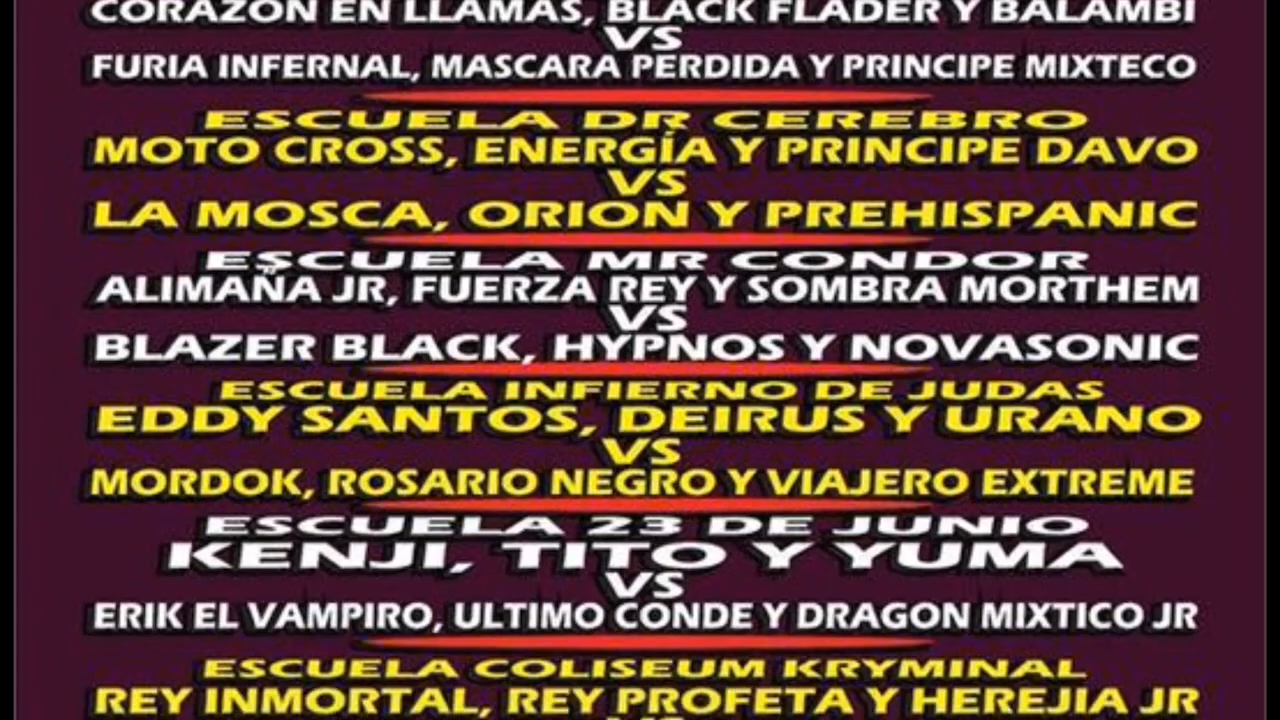 CORAZON EN LLAMAS, BLACK FLADER Y BALAMBI
VS
FURIA INFERNAL, MASCARA PERDIDA Y PRINCIPE MIXTECO
ESCUELA DR CEREBRO
MOTO CROSS, ENERGÍA Y PRINCIPE DAVO
VS
LA MOSCA, ORION Y PREHISPANIC
ESCUELA MR CONDOR
ALIMAÑA JR, FUERZA REY Y SOMBRA MORTHEM
VS
BLAZER BLACK, HYPNOS Y NOVASONIC
ESCUELA INFIERNO DE JUDAS
EDDY SANTOS, DEIRUS Y URANO
VS
MORDOK, ROSARIO NEGRO Y VIAJERO EXTREME
ESCUELA 23 DE JUNIO
KENJI, TITO Y YUMA
VS
ERIK EL VAMPIRO, ULTIMO CONDE Y DRAGON MIXTICO JR
ESCUELA COLISEUM KRYMINAL
REY INMORTAL, REY PROFETA Y HEREJIA JR
VS